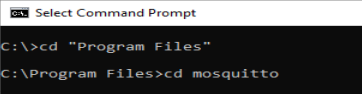 Select Command Prompt
C:\>cd "Program Files"
C:\Program Files>cd mosquitto